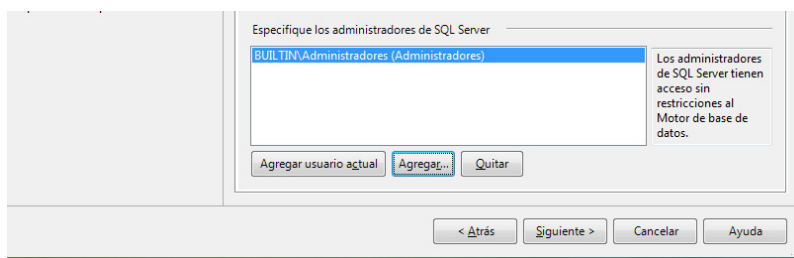 Especifique los administradores de SQL Server
BUILTIN\Administradores (Administradores)
Los administradores
de SQL Server tienen
acceso sin
restricciones al
Motor de base de
datos.
Agregar usuario actual
Agregar...
Quitar
< Atrás
Siguiente >
Cancelar
Ayuda